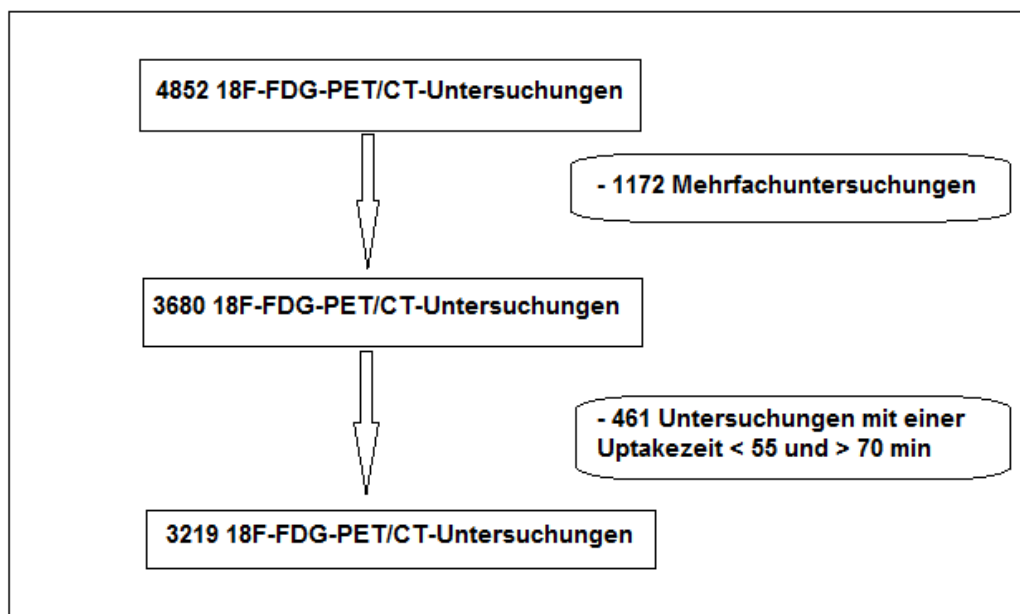 4852 18F-FDG-PET/CT-Untersuchungen
- 1172 Mehrfachuntersuchungen
3680 18F-FDG-PET/CT-Untersuchungen
- 461 Untersuchungen mit einer
Uptakezeit < 55 und > 70 min
3219 18F-FDG-PET/CT-Untersuchungen